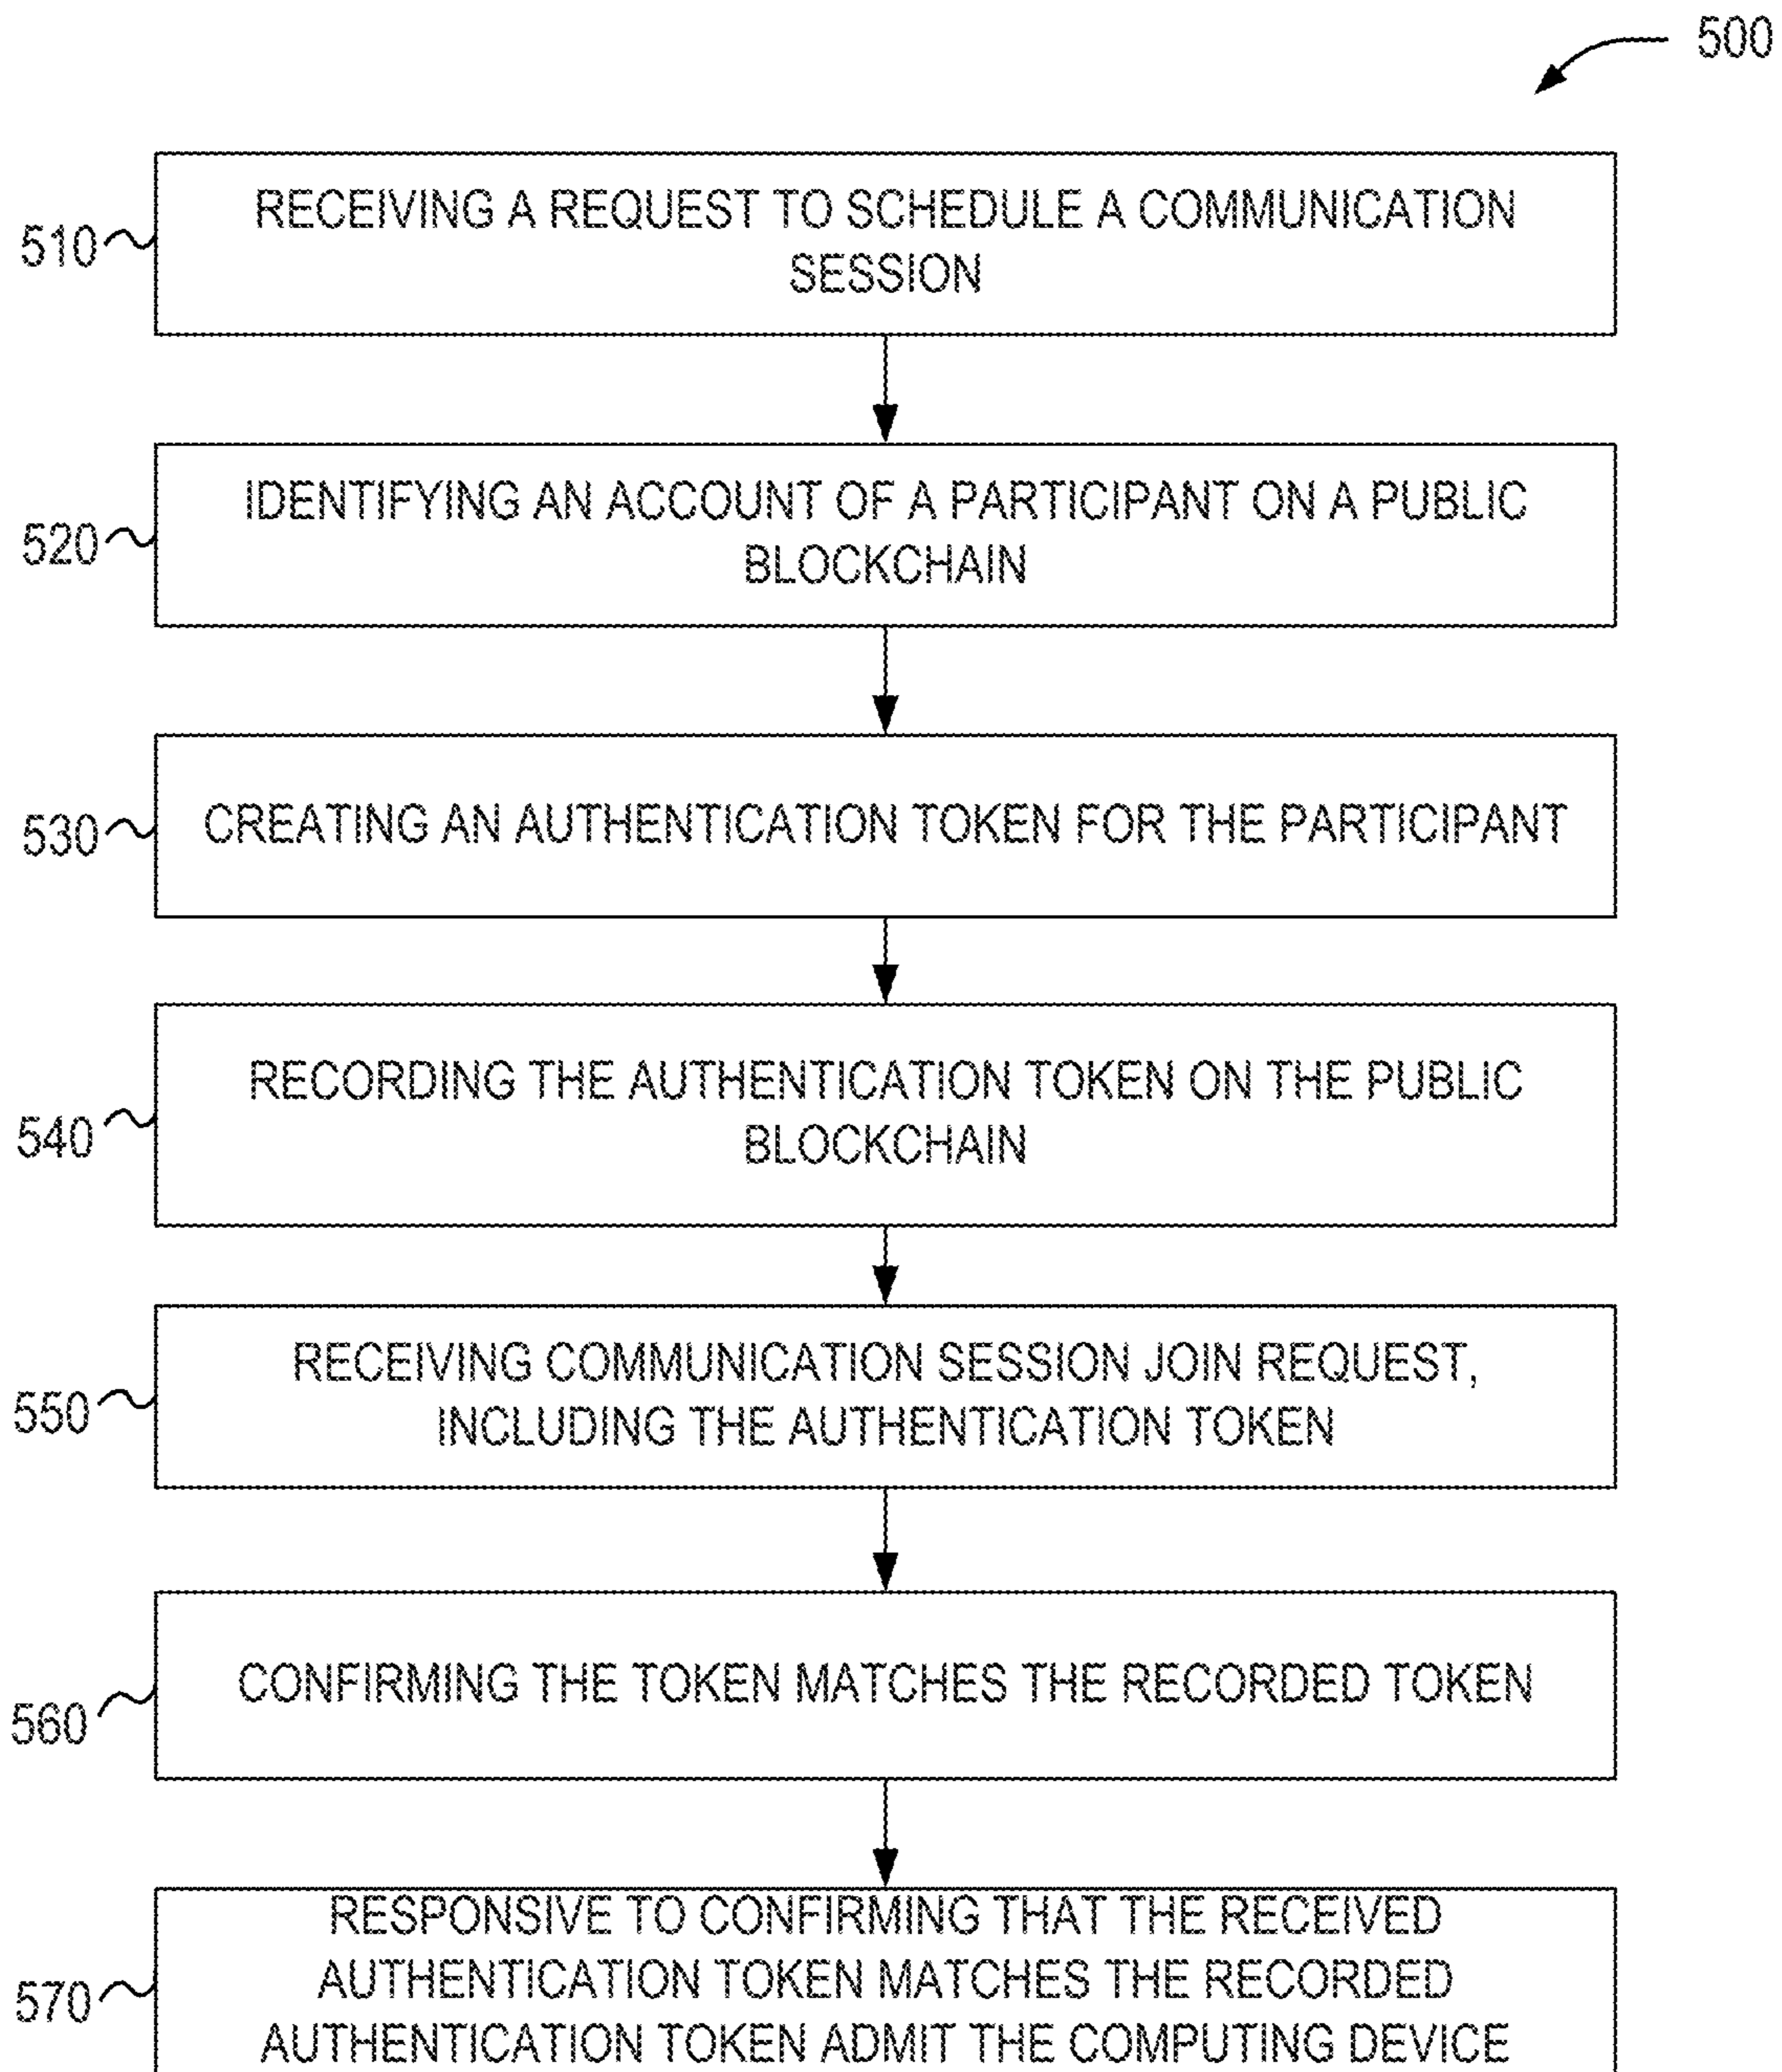 500
RECEIVING A REQUEST TO SCHEDULE A COMMUNICATION
SESSION
510
IDENTIFYING AN ACCOUNT OF A PARTICIPANT ON A PUBLIC
BLOCKCHAIN
520
CREATING AN AUTHENTICATION TOKEN FOR THE PARTICIPANT
530
RECORDING THE AUTHENTICATION TOKEN ON THE PUBLIC
BLOCKCHAIN
540
RECEIVING COMMUNICATION SESSION JOIN REQUEST,
INCLUDING THE AUTHENTICATION TOKEN
550
CONFIRMING THE TOKEN MATCHES THE RECORDED TOKEN
560
RESPONSIVE TO CONFIRMING THAT THE RECEIVED
AUTHENTICATION TOKEN MATCHES THE RECORDED
AUTHENTICATION TOKEN ADMIT THE COMPUTING DEVICE
570